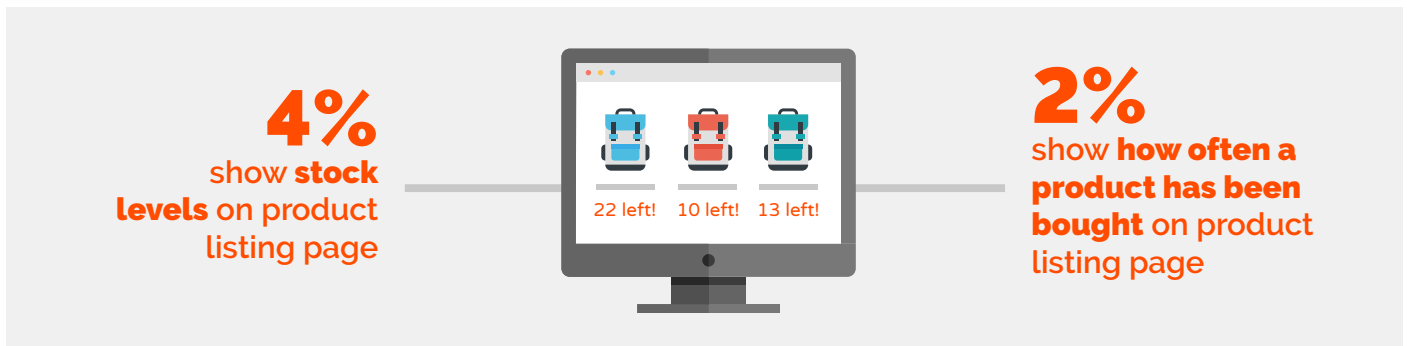 4%
show stock
levels on product
listing page
22 left! 10 left! 13 left!
2%
show how often a
product has been
bought on product
listing page